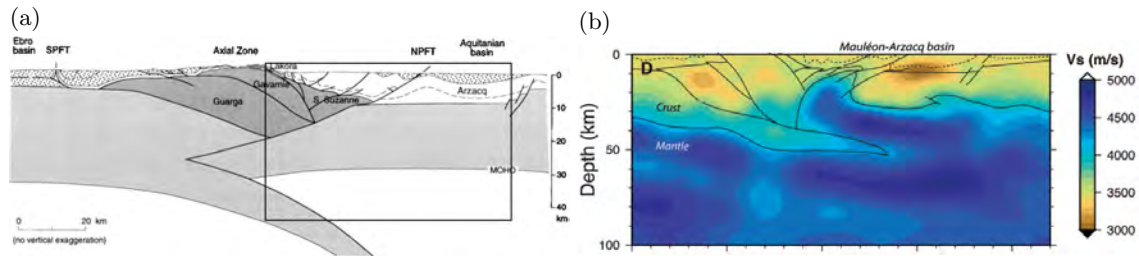 (a)
Ebro
basin
SPFT
Axial Zone
NPFT
Aquitanian
basin
Lakora
Gavarnie
Guarga
S. Suzanne
Arzacq
MOHO
0
10
20
30
40
km
0 20 km
(no vertical exaggeration)
(b)
Mauléon-Arzacq basin
D
Crust
Mantle
0
50
100
Depth (km)
Vs (m/s)
5000
4500
4000
3500
3000